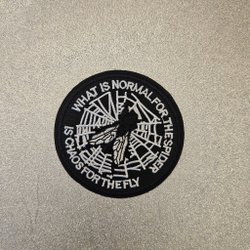 WHAT IS NORMAL FOR THE SPIDER
IS CHAOS FOR THE FLY